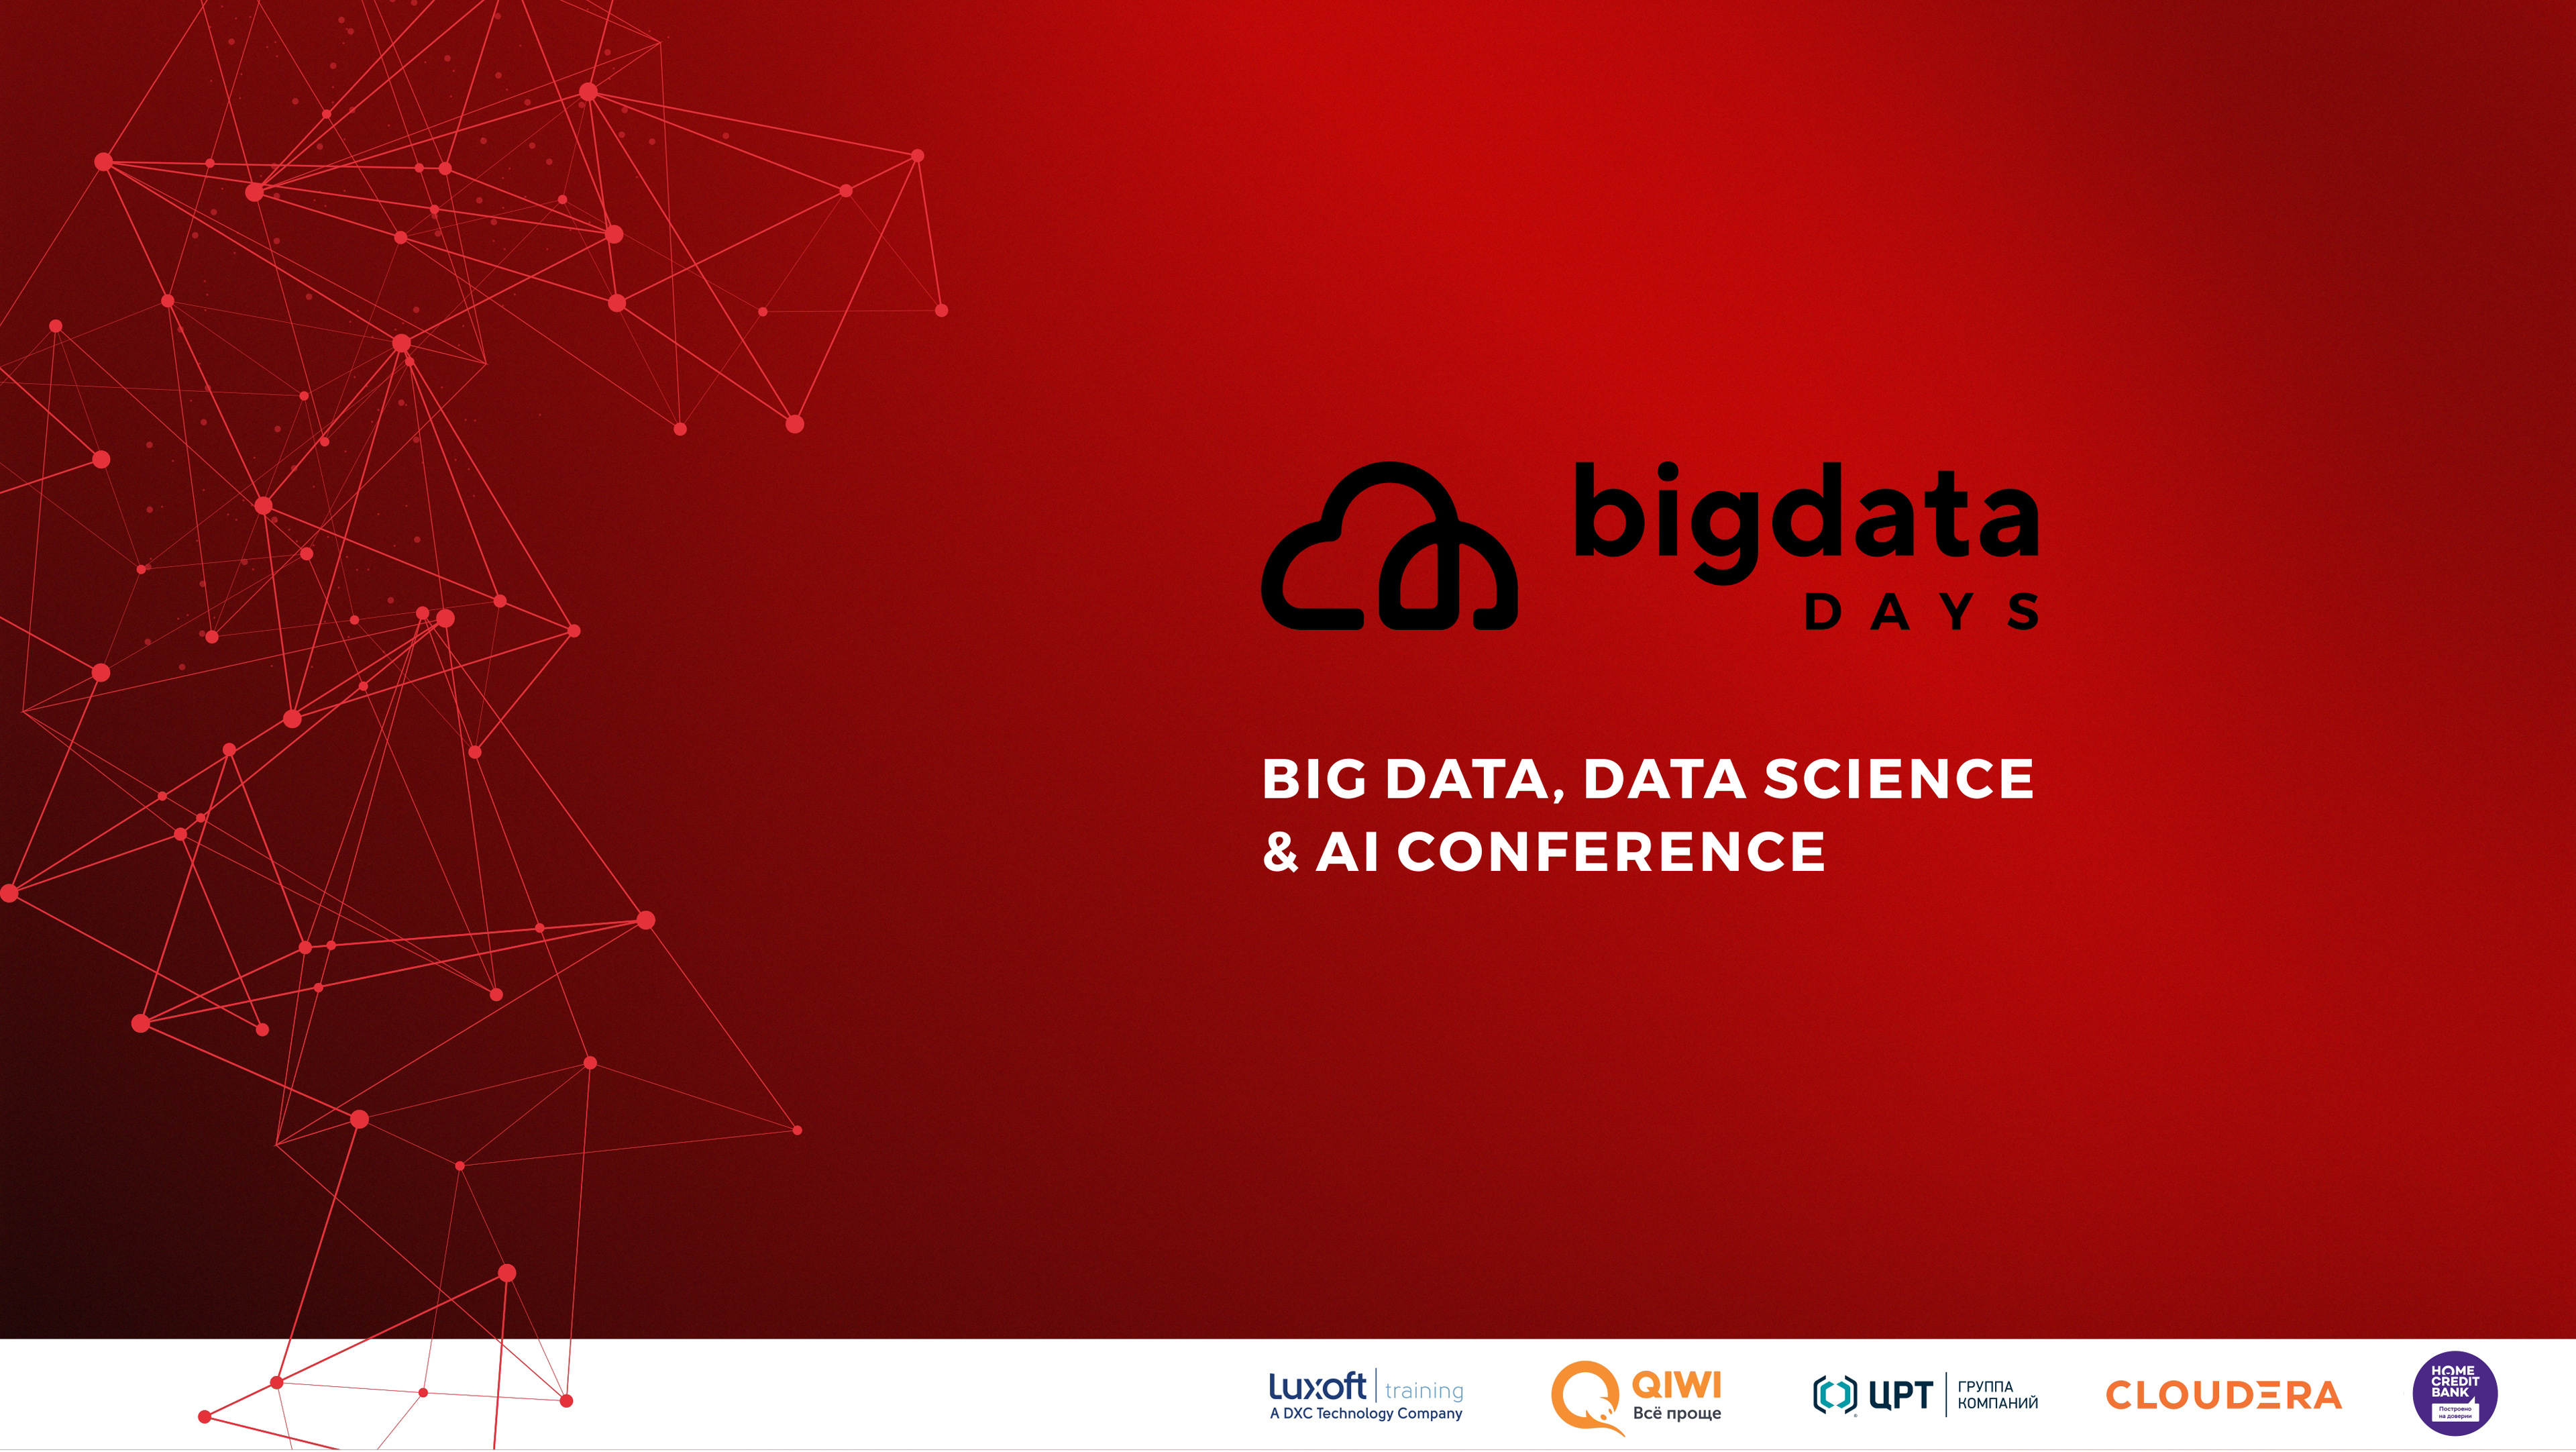 bigdata
DAYS
BIG DATA, DATA SCIENCE
& AI CONFERENCE
luxoft | training
A DXC Technology Company
QIWI
Всё проще
ЦРТ
ГРУППА
КОМПАНИЙ
CLOUDERA
HOME
CREDIT
BANK
Построено
на доверии